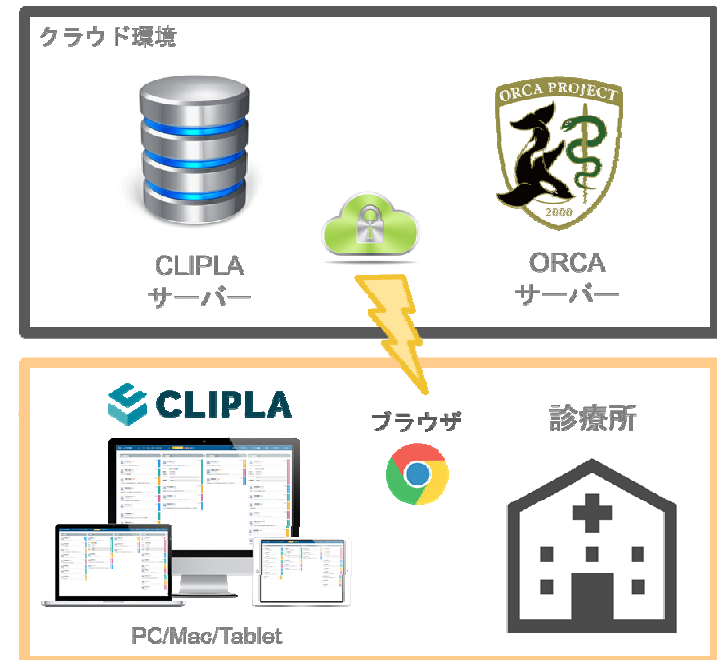 クラウド環境
ORCA PROJECT
2000
CLIPLA
サーバー
ORCA
サーバー
CLIPLA
ブラウザ
診療所
PC/Mac/Tablet